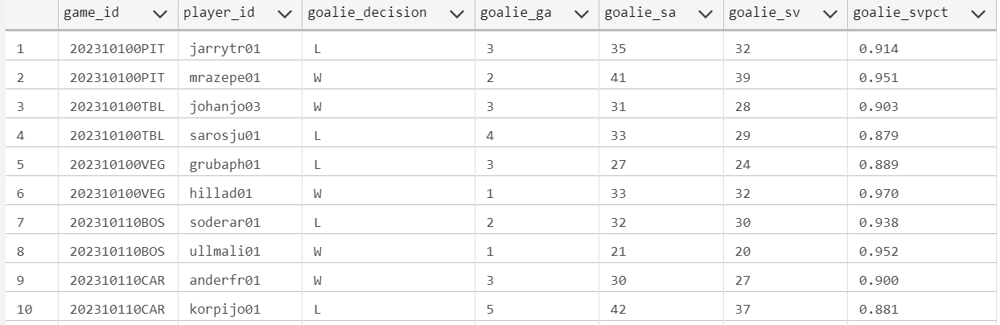 game_id player_id goalie_decision goalie_ga goalie_sa goalie_sv goalie_svpct
1 202310100PIT jarrytr01 L 3 35 32 0.914
2 202310100PIT mrazepe01 W 2 41 39 0.951
3 202310100TBL johanjo03 W 3 31 28 0.903
4 202310100TBL sarosju01 L 4 33 29 0.879
5 202310100VEG grubaph01 L 3 27 24 0.889
6 202310100VEG hillad01 W 1 33 32 0.970
7 202310110BOS soderar01 L 2 32 30 0.938
8 202310110BOS ullmali01 W 1 21 20 0.952
9 202310110CAR anderfr01 W 3 30 27 0.900
10 202310110CAR korpijo01 L 5 42 37 0.881